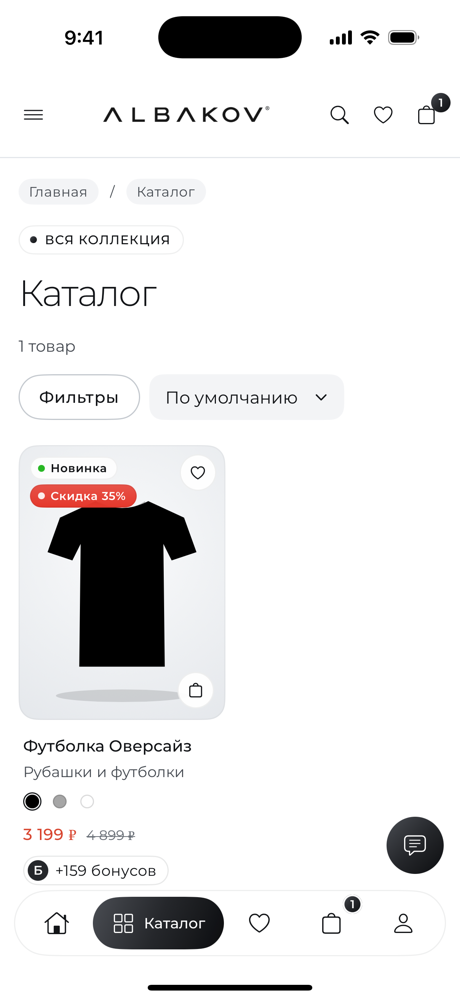 9:41
ALBAKOV®
1
Главная / Каталог
ВСЯ КОЛЛЕКЦИЯ
Каталог
1 товар
Фильтры
По умолчанию
Новинка
Скидка 35%
Футболка Оверсайз
Рубашки и футболки
3 199 ₽ 4 899 ₽
Б +159 бонусов
Каталог
1